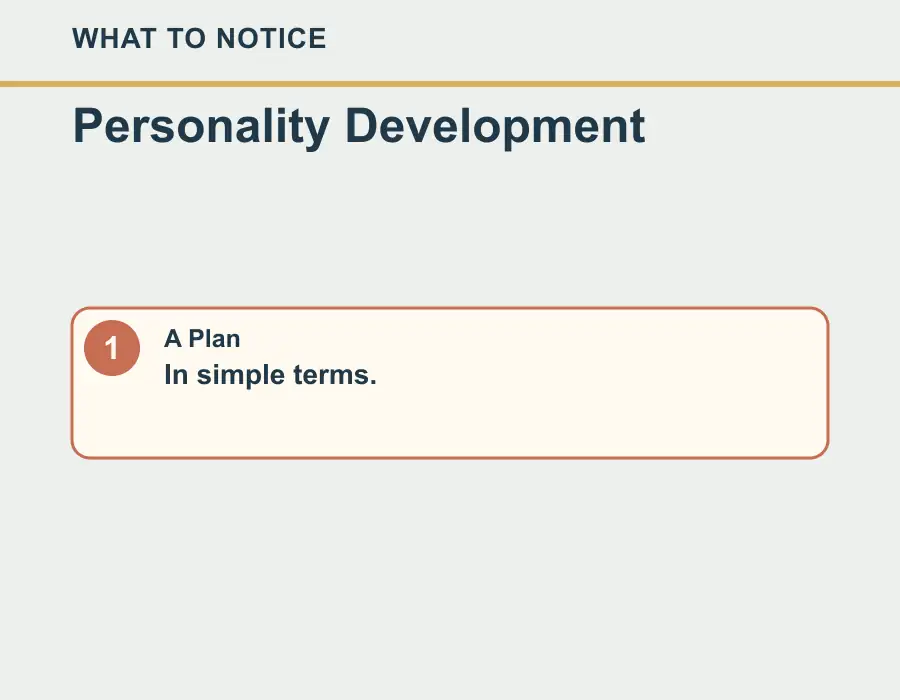 WHAT TO NOTICE
Personality Development
1
A Plan
In simple terms.